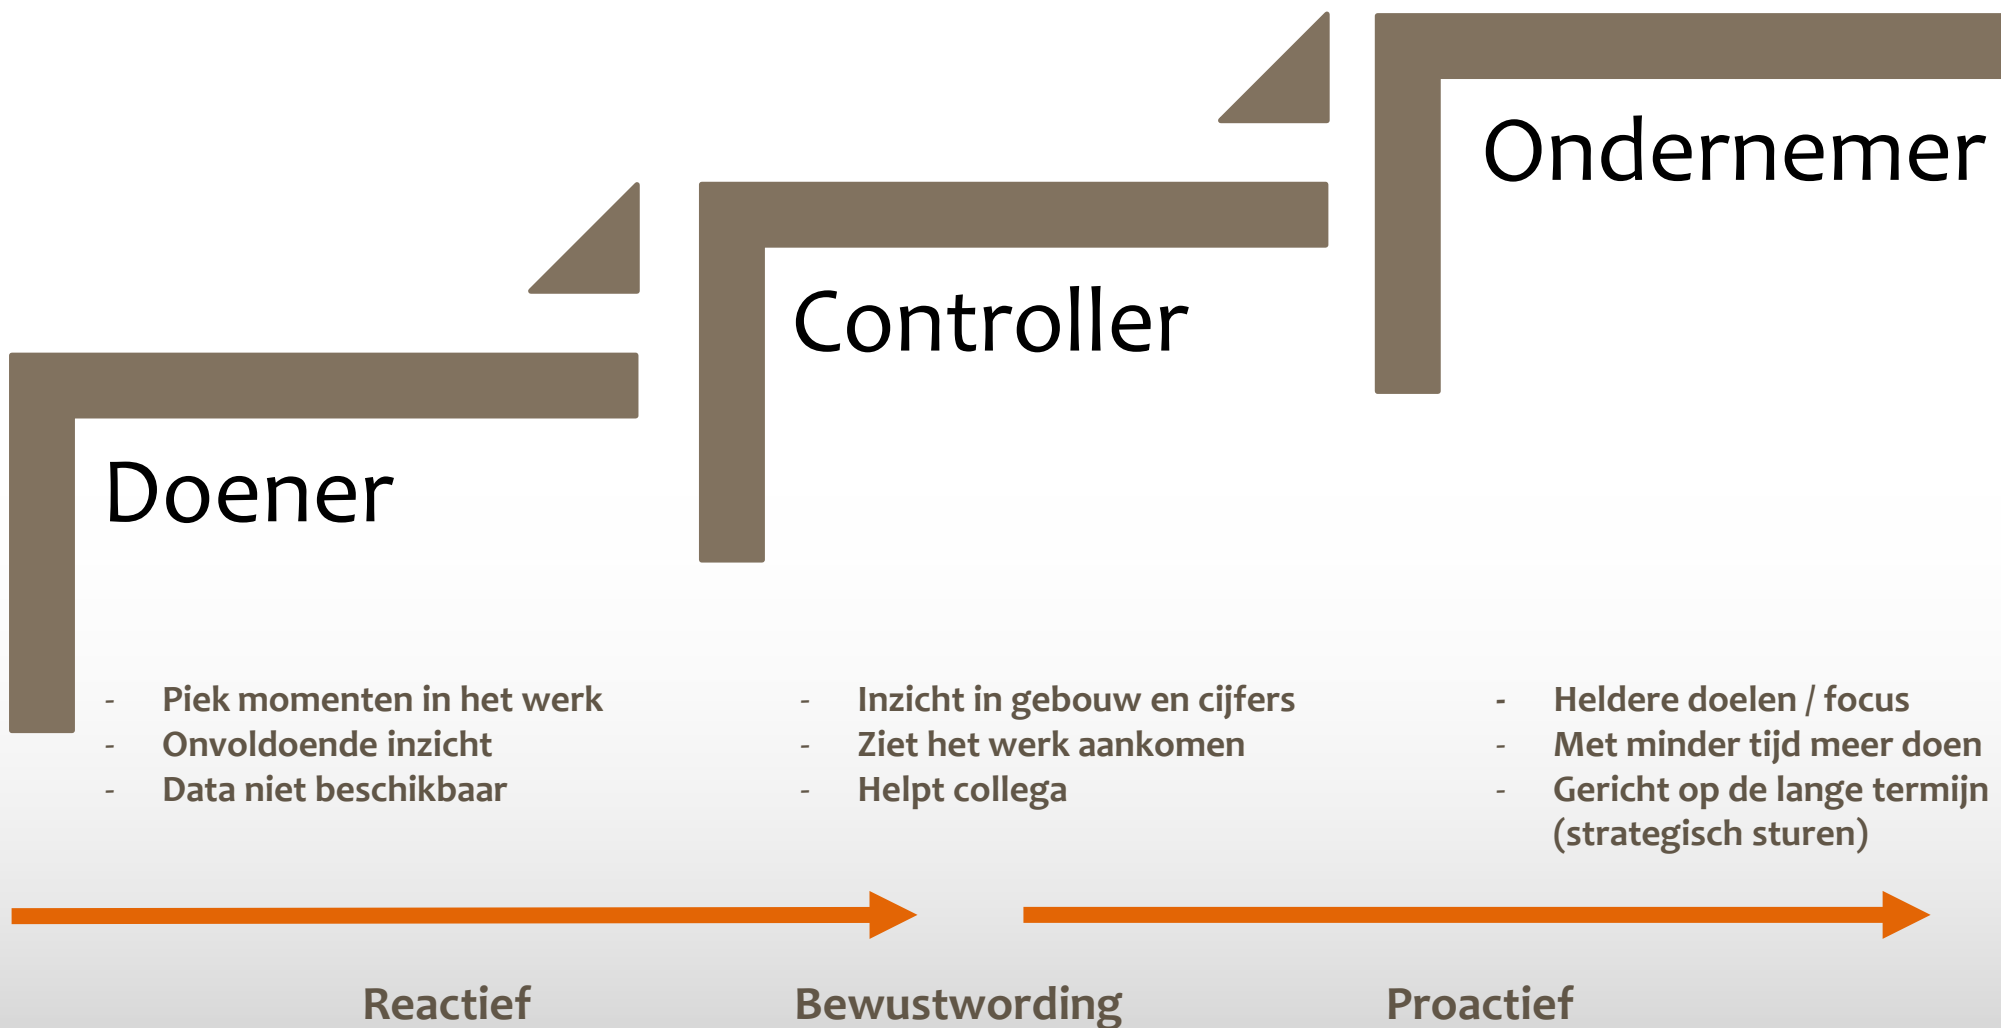 Ondernemer
Controller
Doener
- Piek momenten in het werk
- Onvoldoende inzicht
- Data niet beschikbaar
- Inzicht in gebouw en cijfers
- Ziet het werk aankomen
- Helpt collega
- Heldere doelen / focus
- Met minder tijd meer doen
- Gericht op de lange termijn
(strategisch sturen)
Reactief
Bewustwording
Proactief